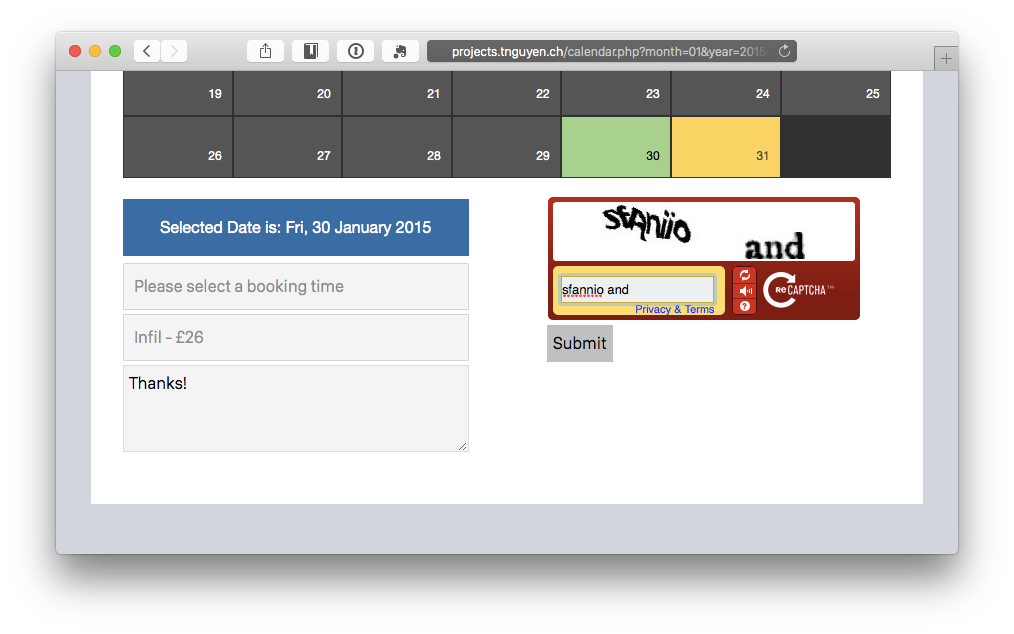 projects.tnguyen.ch/calendar.php?month=01&year=2015
19 20 21 22 23 24 25
26 27 28 29 30 31
Selected Date is: Fri, 30 January 2015
Please select a booking time
Infil - £26
Thanks!
sfaniio and
sfannio and
Privacy & Terms
reCAPTCHA™
Submit